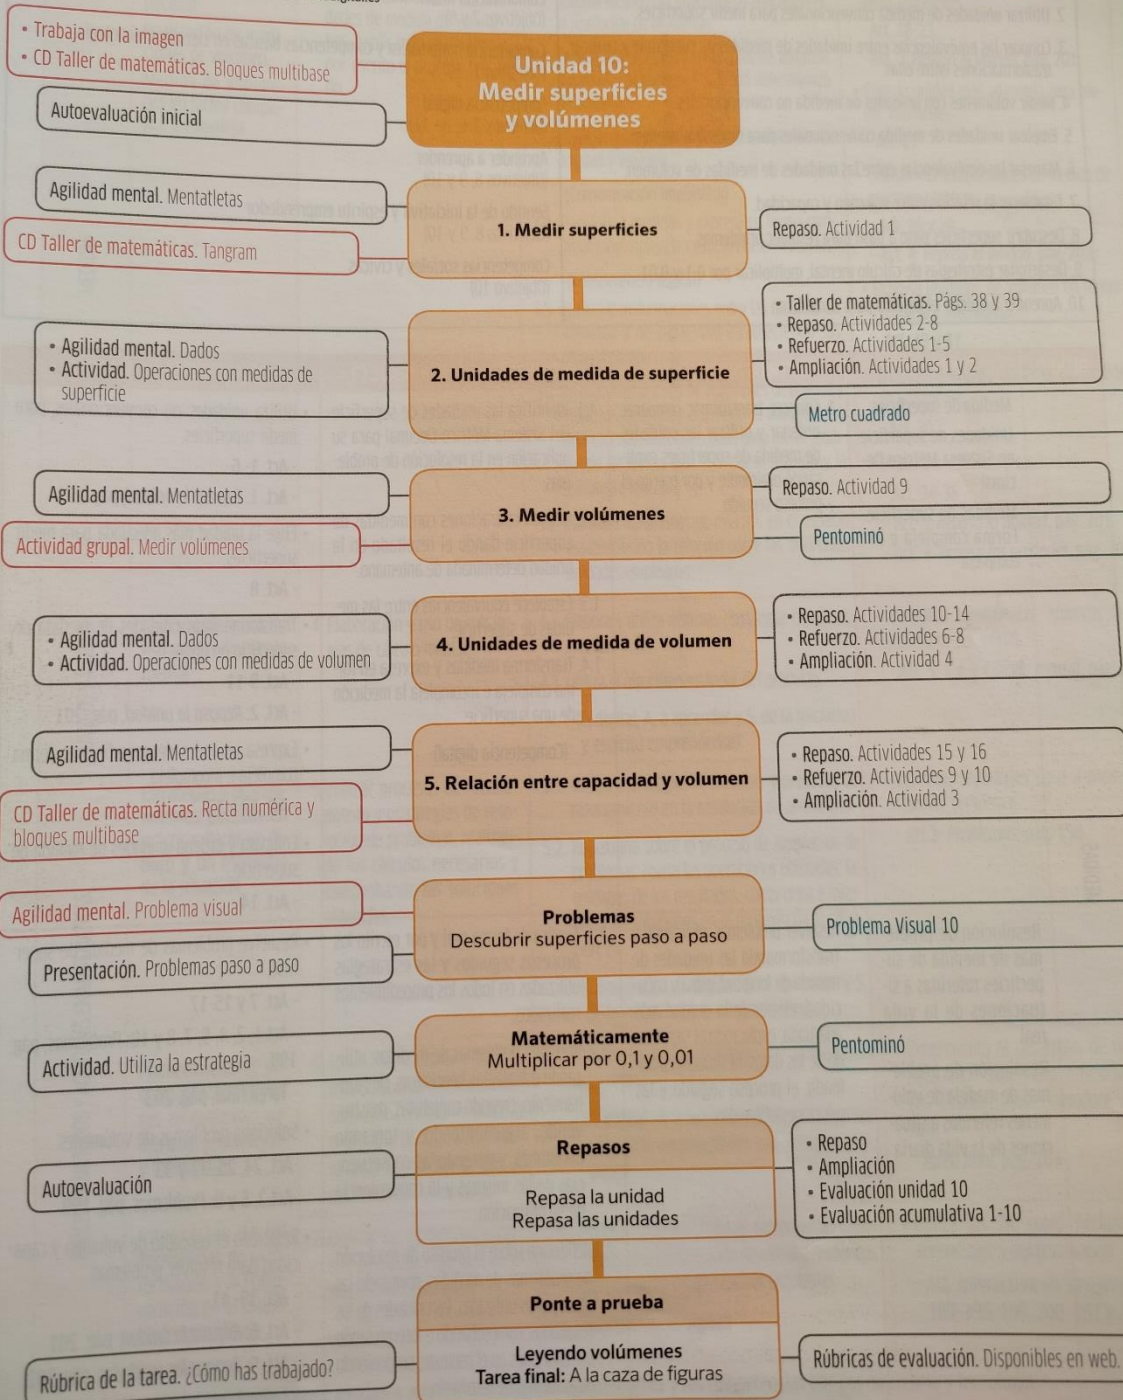 • Trabaja con la imagen
• CD Taller de matemáticas. Bloques multibase
Autoevaluación inicial
Unidad 10:
Medir superficies
y volúmenes
Agilidad mental. Mentatletas
CD Taller de matemáticas. Tangram
1. Medir superficies
Repaso. Actividad 1
• Agilidad mental. Dados
• Actividad. Operaciones con medidas de
superficie
2. Unidades de medida de superficie
• Taller de matemáticas. Págs. 38 y 39
• Repaso. Actividades 2-8
• Refuerzo. Actividades 1-5
• Ampliación. Actividades 1 y 2
Metro cuadrado
Agilidad mental. Mentatletas
Actividad grupal. Medir volúmenes
3. Medir volúmenes
Repaso. Actividad 9
Pentominó
• Agilidad mental. Dados
• Actividad. Operaciones con medidas de volumen
4. Unidades de medida de volumen
• Repaso. Actividades 10-14
• Refuerzo. Actividades 6-8
• Ampliación. Actividad 4
Agilidad mental. Mentatletas
CD Taller de matemáticas. Recta numérica y
bloques multibase
5. Relación entre capacidad y volumen
• Repaso. Actividades 15 y 16
• Refuerzo. Actividades 9 y 10
• Ampliación. Actividad 3
Agilidad mental. Problema visual
Presentación. Problemas paso a paso
Problemas
Descubrir superficies paso a paso
Problema Visual 10
Actividad. Utiliza la estrategia
Matemáticamente
Multiplicar por 0,1 y 0,01
Pentominó
Autoevaluación
Repasos
Repasa la unidad
Repasa las unidades
• Repaso
• Ampliación
• Evaluación unidad 10
• Evaluación acumulativa 1-10
Rúbrica de la tarea. ¿Cómo has trabajado?
Ponte a prueba
Leyendo volúmenes
Tarea final: A la caza de figuras
Rúbricas de evaluación. Disponibles en web.